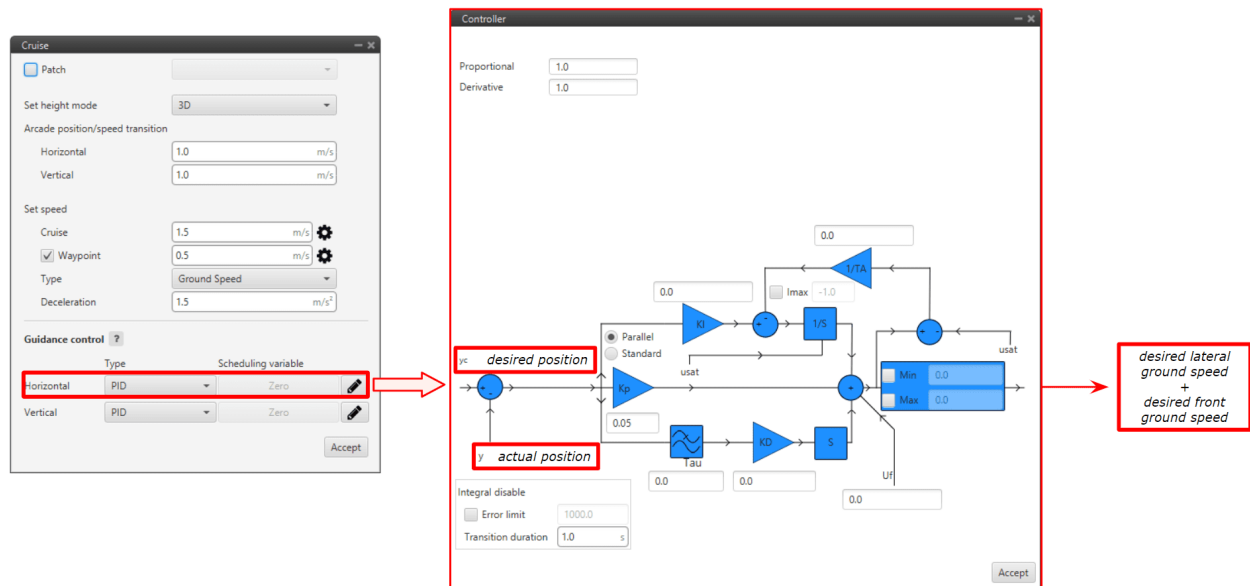 Cruise
Patch
Set height mode 3D
Arcade position/speed transition
Horizontal 1.0 m/s
Vertical 1.0 m/s
Set speed
Cruise 1.5 m/s
Waypoint 0.5 m/s
Type Ground Speed
Deceleration 1.5 m/s²
Guidance control ?
Type Scheduling variable
Horizontal PID Zero
Vertical PID Zero
Accept
Controller
Proportional 1.0
Derivative 1.0
0.0
1/TA
0.0
Imax -1.0
KI
+ -
1/S
+ -
usat
Parallel
Standard
usat
yc desired position
+ -
Kp
+
Min 0.0
Max 0.0
0.05
y actual position
Tau
KD
S
0.0
0.0
Uf
0.0
Integral disable
Error limit 1000.0
Transition duration 1.0 s
Accept
desired lateral
ground speed
+
desired front
ground speed